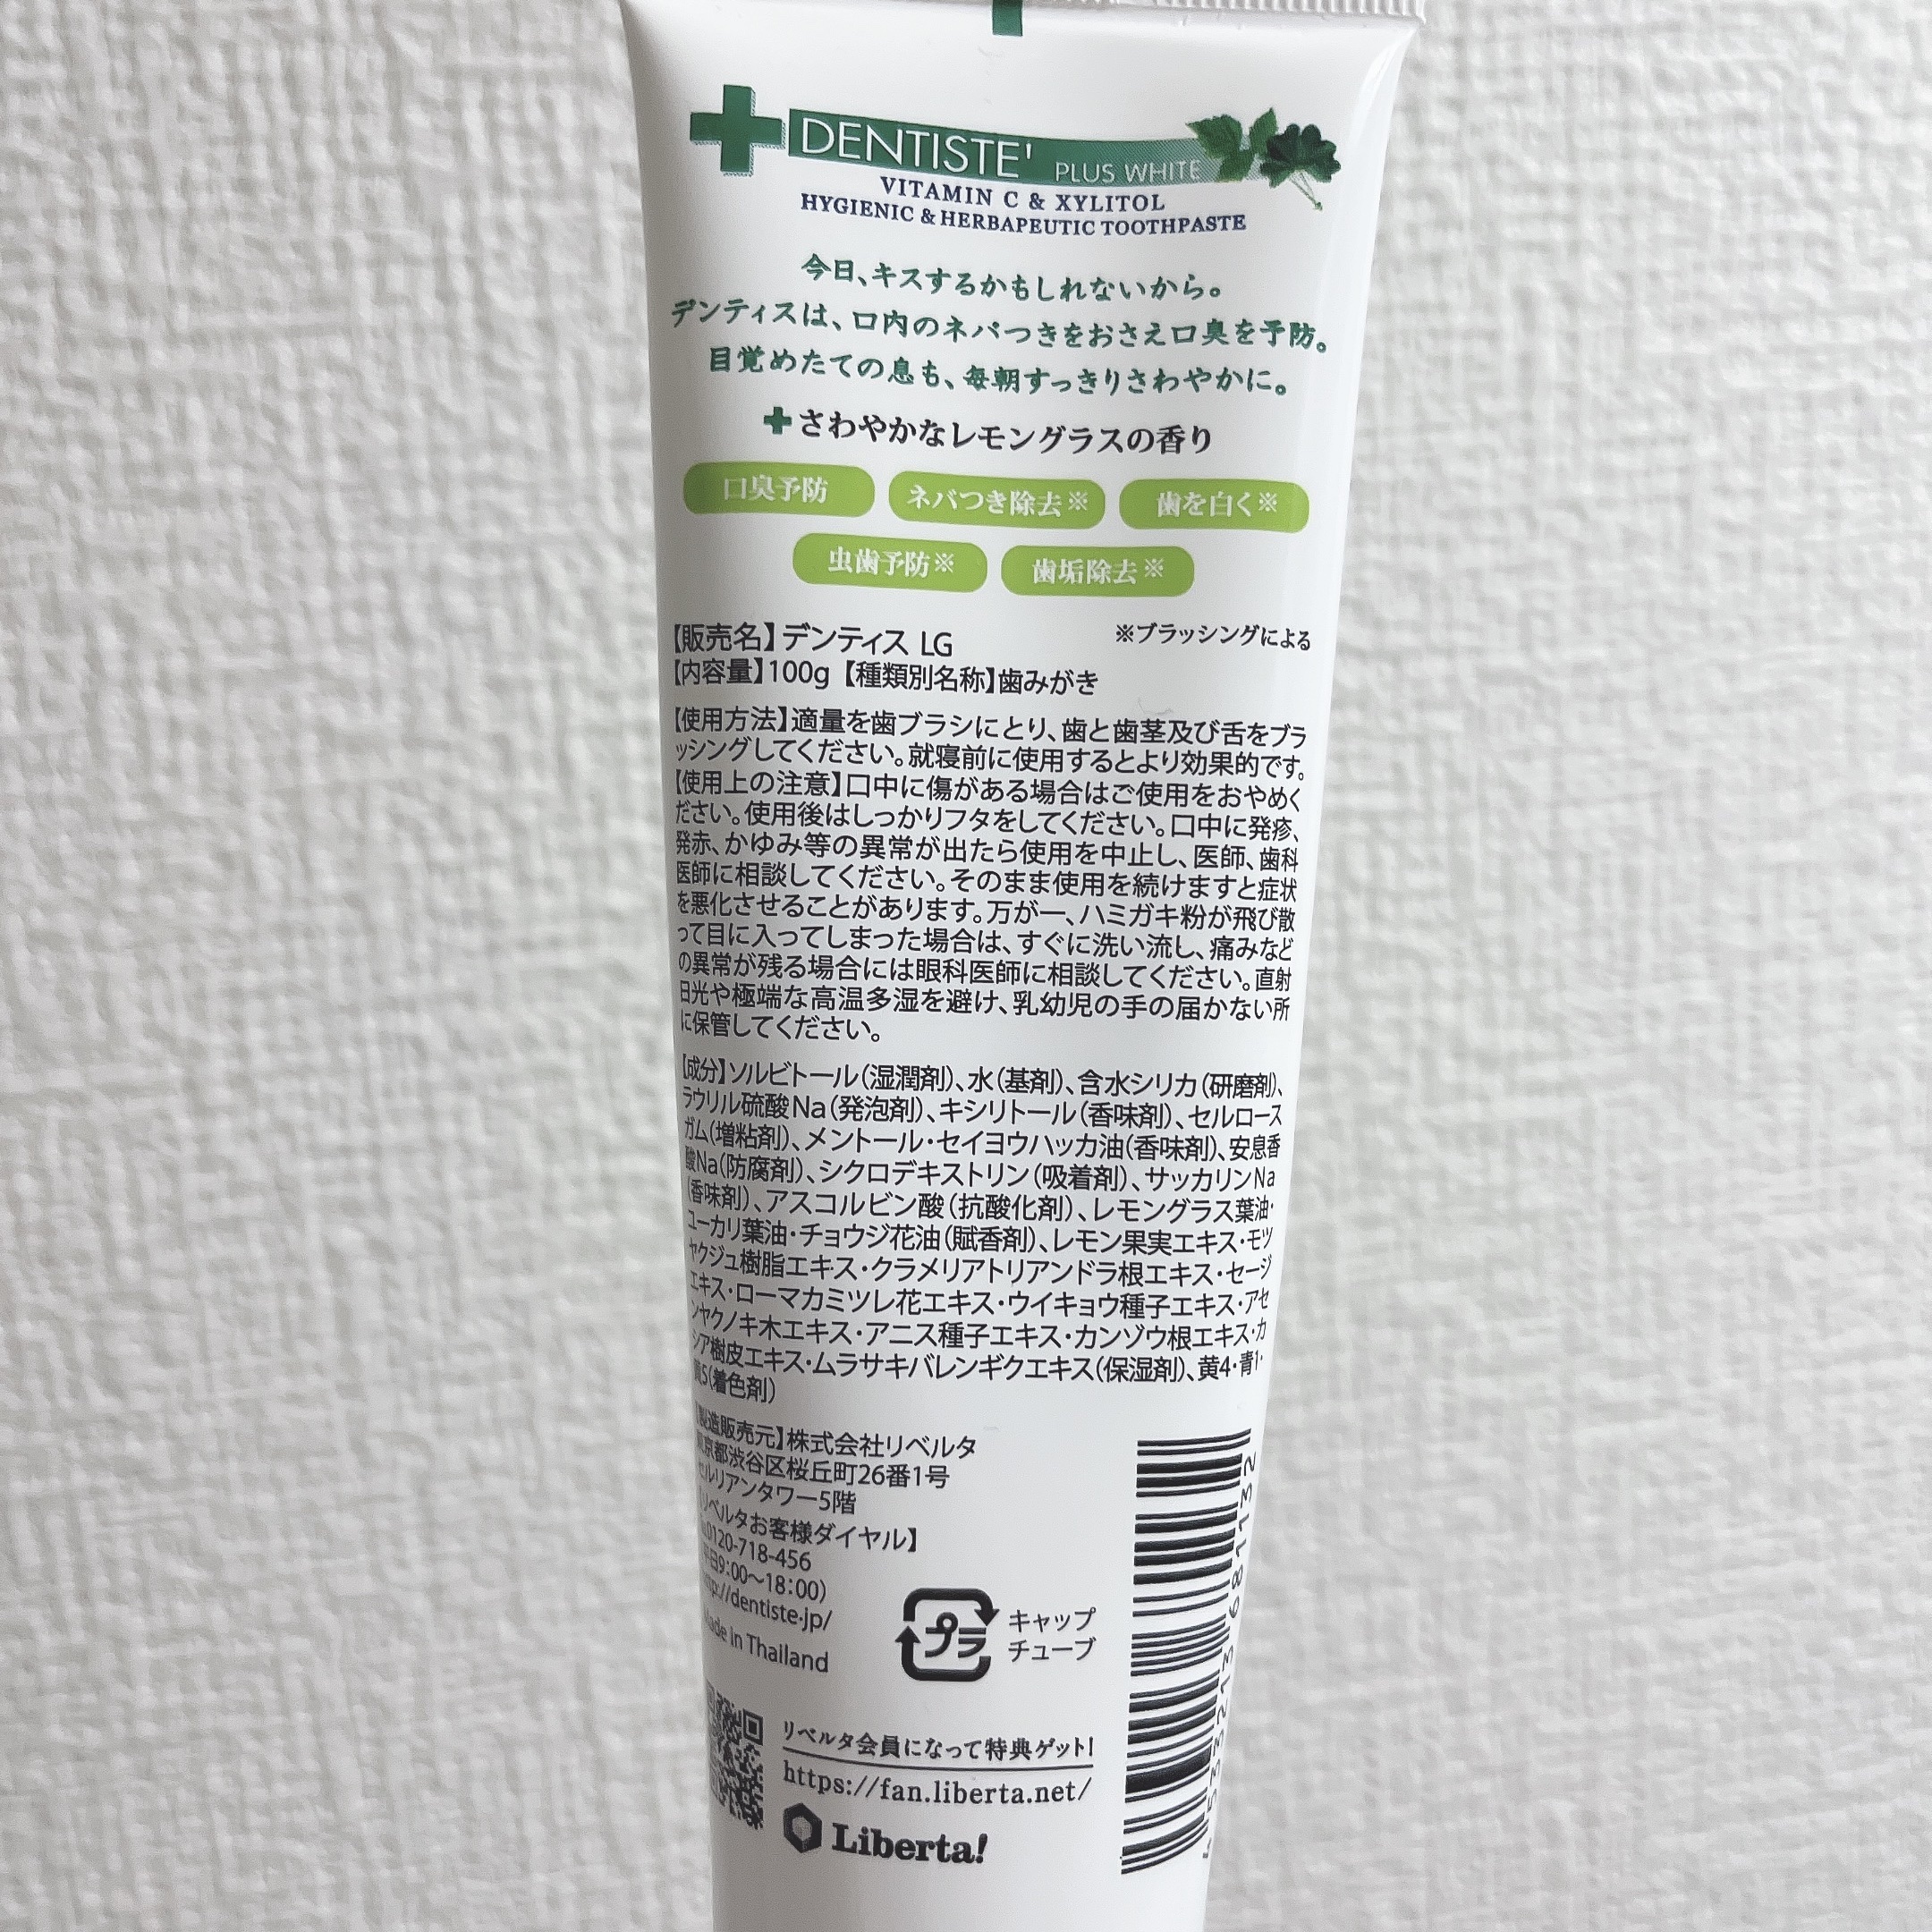 DENTISTE' PLUS WHITE
VITAMIN C & XYLITOL
HYGIENIC & HERBAPEUTIC TOOTHPASTE
今日、キスするかもしれないから。
デンティスは、口内のネバつきをおさえ口臭を予防。
目覚めたての息も、毎朝すっきりさわやかに。
さわやかなレモングラスの香り
口臭予防 ネバつき除去※ 歯を白く※
虫歯予防※ 歯垢除去※
【販売名】デンティス LG ※ブラッシングによる
【内容量】100g【種類別名称】歯みがき
【使用方法】適量を歯ブラシにとり、歯と歯茎及び舌をブラ
ッシングしてください。就寝前に使用するとより効果的です。
【使用上の注意】口中に傷がある場合はご使用をおやめく
ださい。使用後はしっかりフタをしてください。口中に発疹、
発赤、かゆみ等の異常が出たら使用を中止し、医師、歯科
医師に相談してください。そのまま使用を続けますと症状
を悪化させることがあります。万が一、ハミガキ粉が飛び散
って目に入ってしまった場合は、すぐに洗い流し、痛みなど
の異常が残る場合には眼科医師に相談してください。直射
日光や極端な高温多湿を避け、乳幼児の手の届かない所
に保管してください。
【成分】ソルビトール(湿潤剤)、水(基剤)、含水シリカ(研磨剤)、
ラウリル硫酸Na(発泡剤)、キシリトール(香味剤)、セルロース
ガム(増粘剤)、メントール・セイヨウハッカ油(香味剤)、安息香
酸Na(防腐剤)、シクロデキストリン(吸着剤)、サッカリンNa
(香味剤)、アスコルビン酸(抗酸化剤)、レモングラス葉油・
ユーカリ葉油・チョウジ花油(賦香剤)、レモン果実エキス・モツ
ヤクジュ樹脂エキス・クラメリアトリアンドラ根エキス・セージ
エキス・ローマカミツレ花エキス・ウイキョウ種子エキス・アセ
ンヤクノキ木エキス・アニス種子エキス・カンゾウ根エキス・カ
シア樹皮エキス・ムラサキバレンギクエキス(保湿剤)、黄4・青1・
黄5(着色剤)
【製造販売元】株式会社リベルタ
東京都渋谷区桜丘町26番1号
セルリアンタワー5階
リベルタお客様ダイヤル】
0120-718-456
平日9:00〜18:00)
http://dentiste.jp/
Made in Thailand
プラ
キャップ
チューブ
リベルタ会員になって特典ゲット!
https://fan.liberta.net/
Liberta!
533213 681132